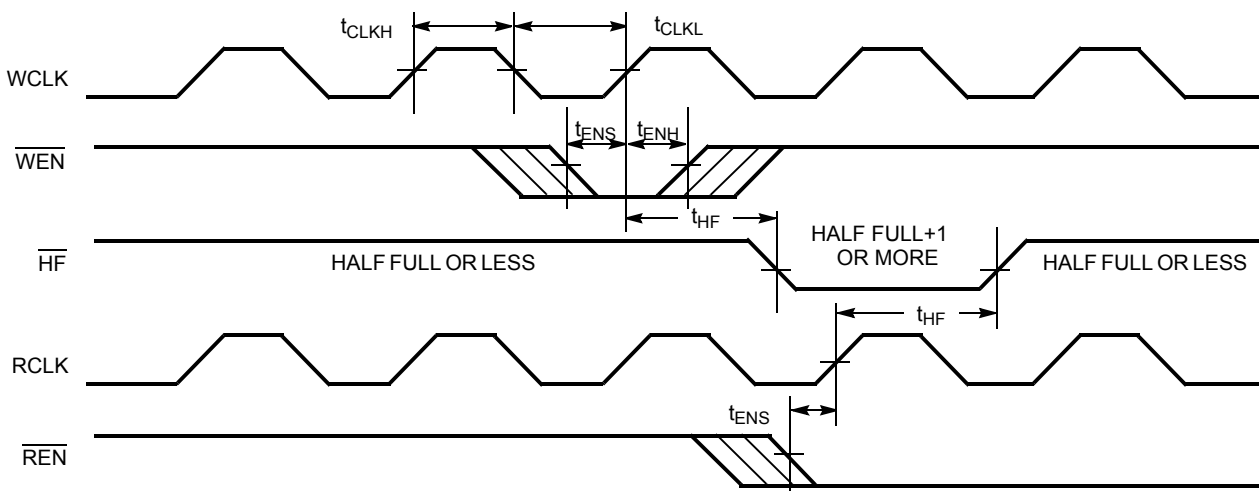 tCLKH
tCLKL
WCLK
tENS
tENH
WEN
tHF
HF
HALF FULL OR LESS
HALF FULL+1
OR MORE
HALF FULL OR LESS
tHF
RCLK
tENS
REN